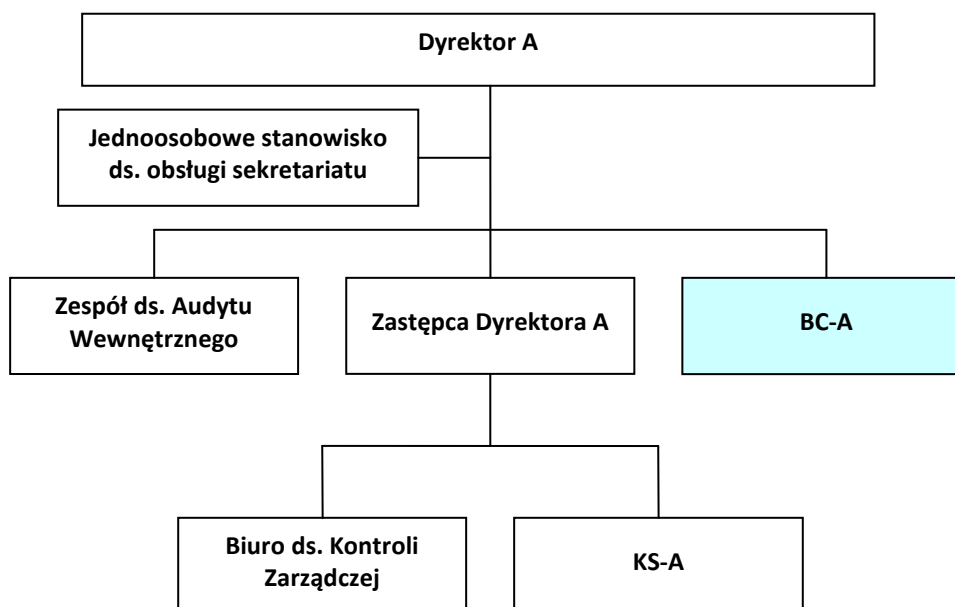 Dyrektor A
Jednoosobowe stanowisko
ds. obsługi sekretariatu
Zespół ds. Audytu
Wewnętrznego
Zastępca Dyrektora A
BC-A
Biuro ds. Kontroli
Zarządczej
KS-A